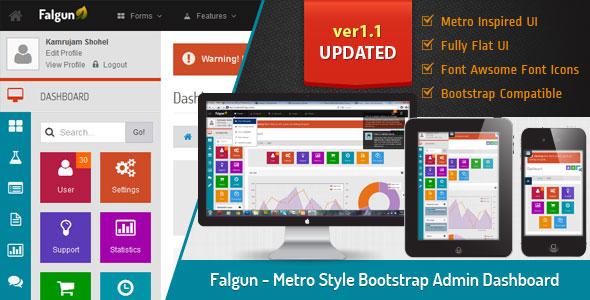 Falgun
Forms
Features
Kamrujam Shohel
Edit Profile
View Profile
Logout
Warning!
DASHBOARD
Search...
Go!
30
User
Settings
Support
Statistics
ver1.1
UPDATED
Metro Inspired UI
Fully Flat UI
Font Awsome Font Icons
Bootstrap Compatible
Falgun - Metro Style Bootstrap Admin Dashboard